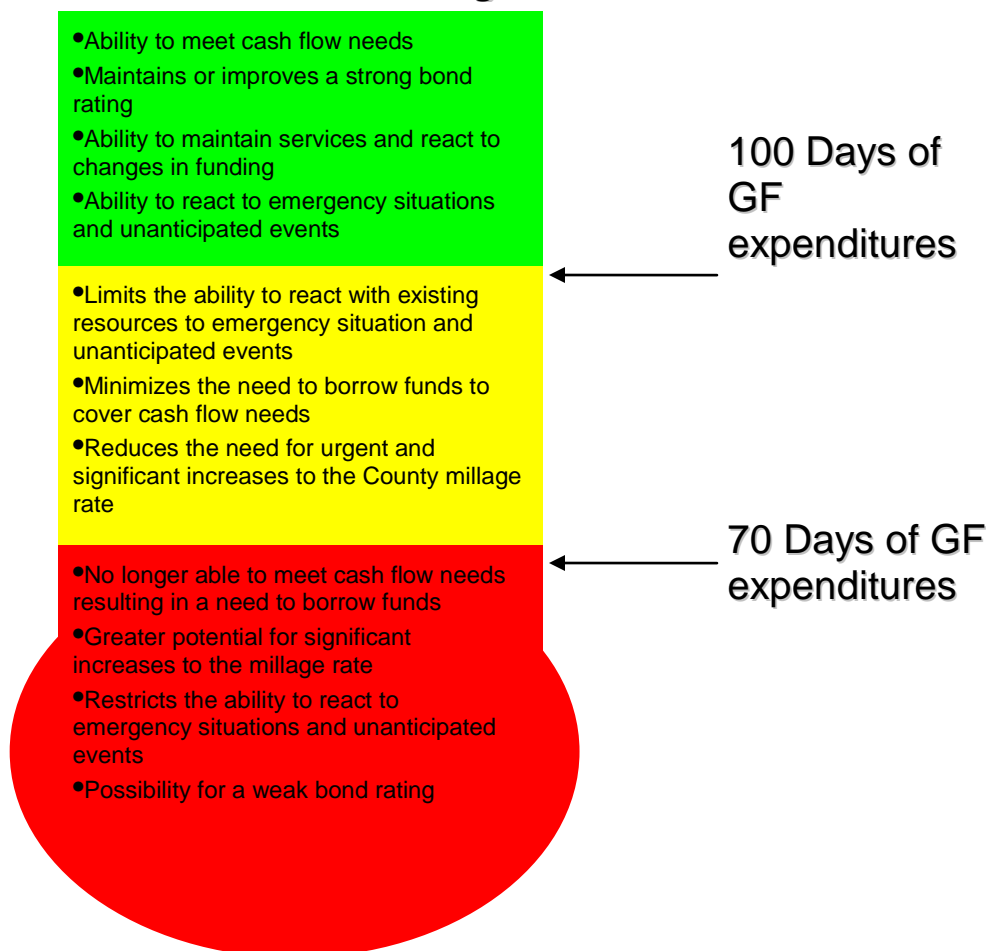 •Ability to meet cash flow needs
•Maintains or improves a strong bond
rating
•Ability to maintain services and react to
changes in funding
•Ability to react to emergency situations
and unanticipated events
100 Days of
GF
expenditures
•Limits the ability to react with existing
resources to emergency situation and
unanticipated events
•Minimizes the need to borrow funds to
cover cash flow needs
•Reduces the need for urgent and
significant increases to the County millage
rate
70 Days of GF
expenditures
•No longer able to meet cash flow needs
resulting in a need to borrow funds
•Greater potential for significant
increases to the millage rate
•Restricts the ability to react to
emergency situations and unanticipated
events
•Possibility for a weak bond rating